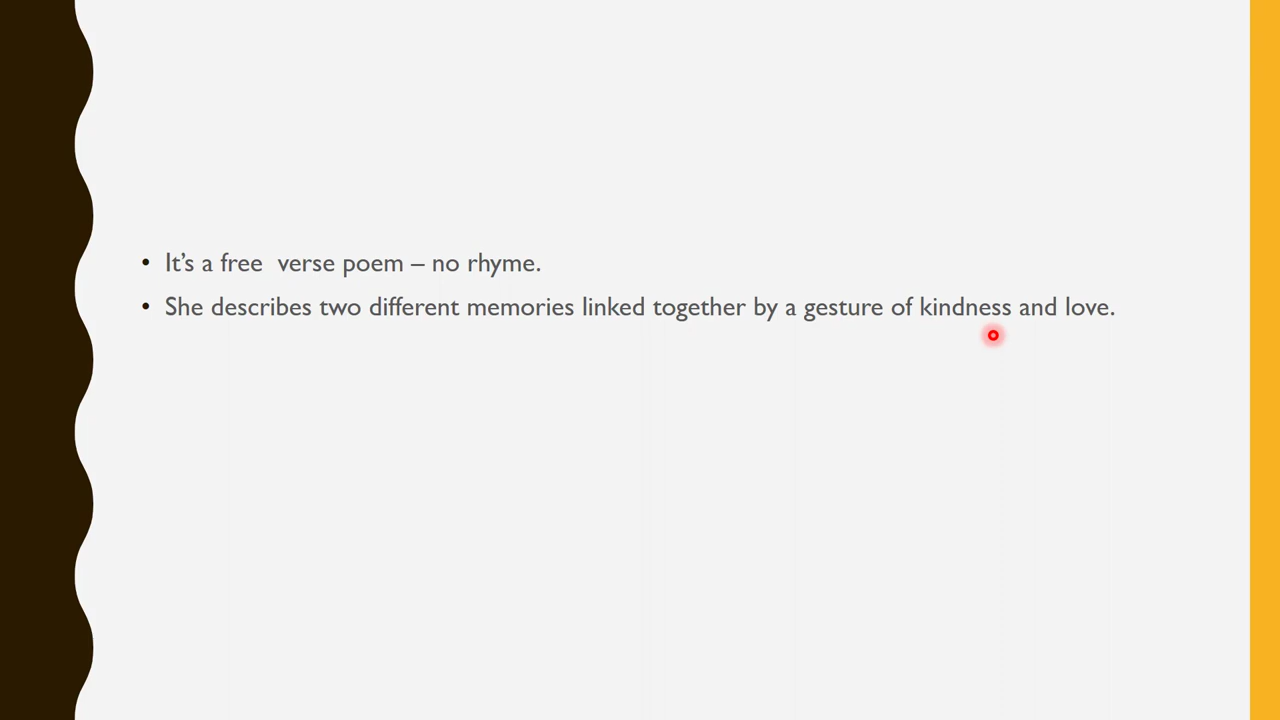 • It’s a free  verse poem – no rhyme.
• She describes two different memories linked together by a gesture of kindness and love.